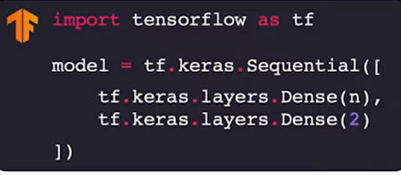 import tensorflow as tf
model = tf.keras.Sequential([
tf.keras.layers.Dense(n),
tf.keras.layers.Dense(2)
])